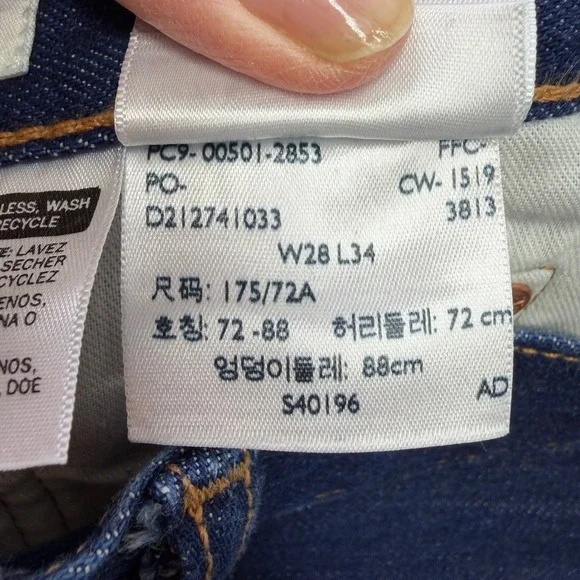 LESS, WASH
RECYCLE
E: LAVEZ
SECHER
CYCLEZ
ENOS,
NA O
NOS,
, DOE
PC9- 00501-2853 FFC-
PO- CW- 1519
D212741033 3813
W28 L34
尺码: 175/72A
호칭: 72 -88 허리둘레: 72 cm
엉덩이둘레: 88cm
S40196 AD